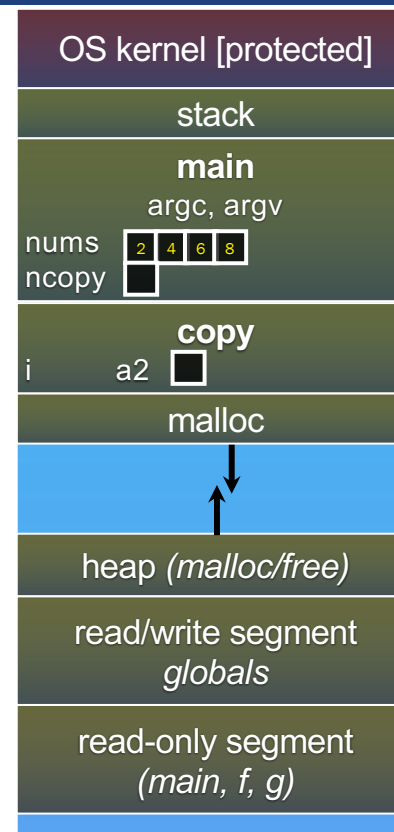 OS kernel [protected]
stack
main
argc, argv
nums 2 4 6 8
ncopy
copy
i a2
malloc
heap (malloc/free)
read/write segment
globals
read-only segment
(main, f, g)